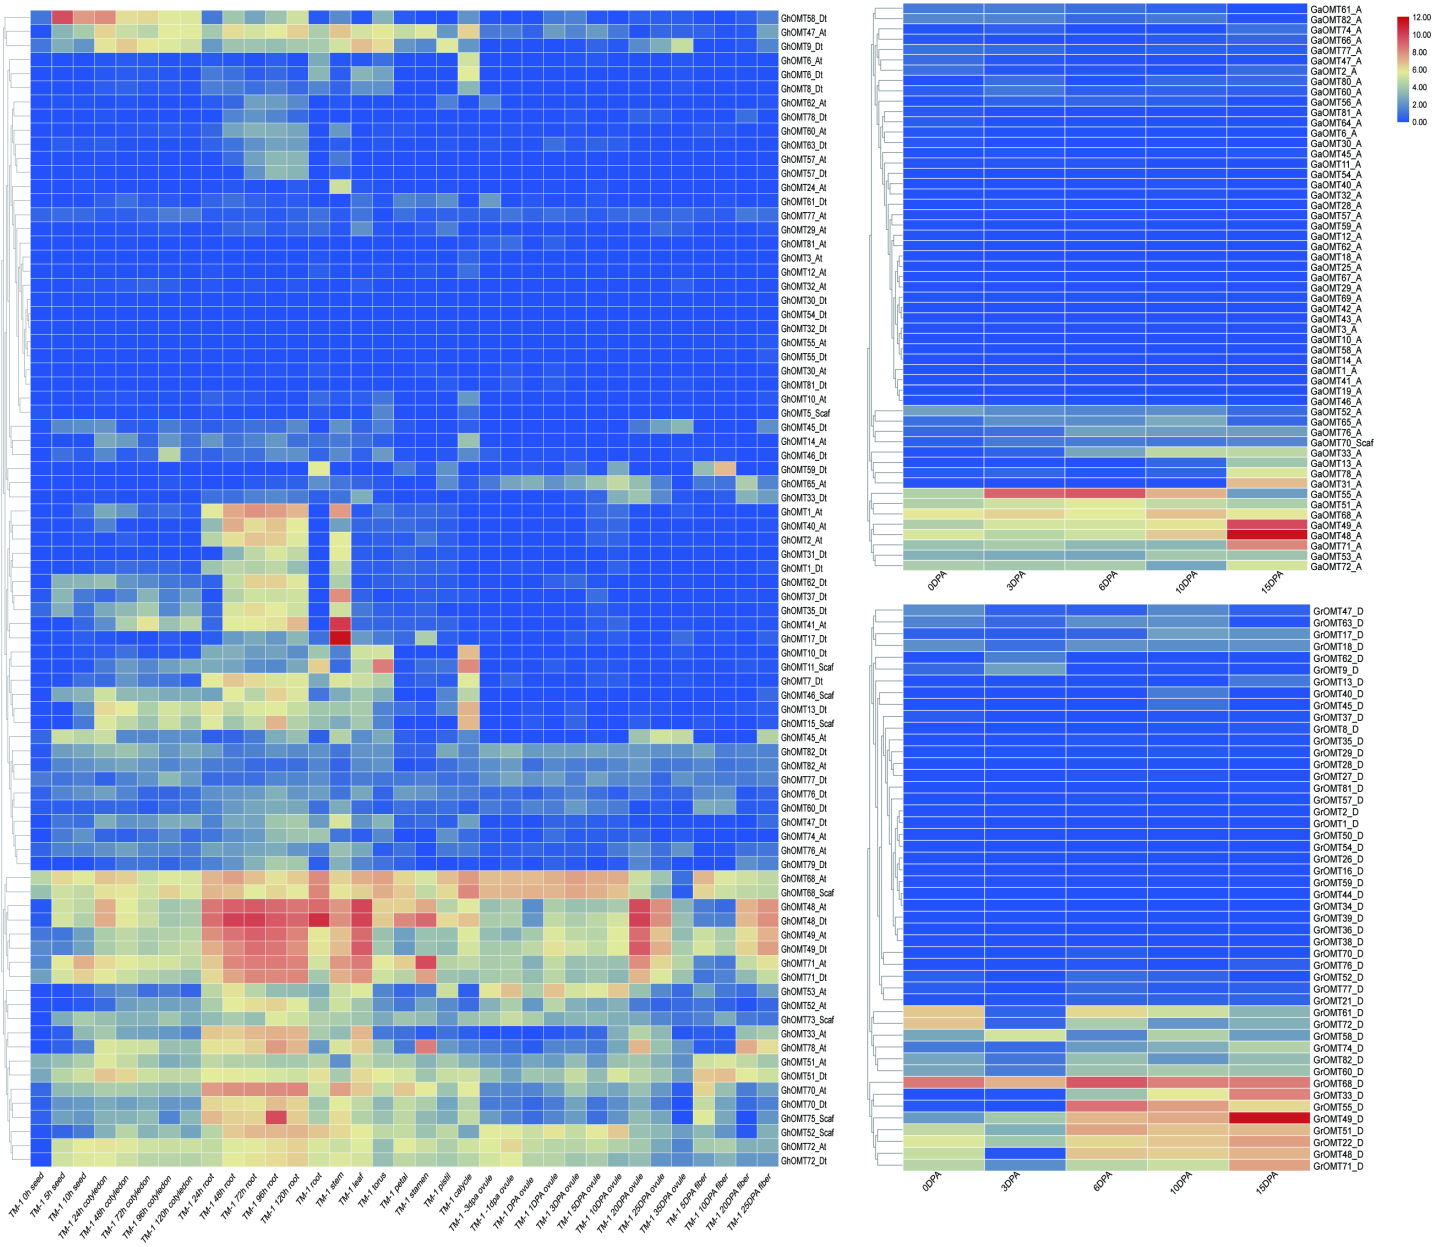 GhOMT58_Dt
GhOMT47_At
GhOMT9_Dt
GhOMT6_At
GhOMT6_Dt
GhOMT8_Dt
GhOMT62_At
GhOMT78_Dt
GhOMT60_At
GhOMT63_Dt
GhOMT57_At
GhOMT57_Dt
GhOMT24_At
GhOMT61_Dt
GhOMT77_At
GhOMT29_At
GhOMT81_At
GhOMT3_At
GhOMT12_At
GhOMT32_At
GhOMT30_Dt
GhOMT54_Dt
GhOMT32_Dt
GhOMT55_At
GhOMT55_Dt
GhOMT30_At
GhOMT81_Dt
GhOMT10_At
GhOMT5_Scaf
GhOMT45_Dt
GhOMT14_At
GhOMT46_Dt
GhOMT59_Dt
GhOMT65_At
GhOMT33_Dt
GhOMT1_At
GhOMT40_At
GhOMT2_At
GhOMT31_Dt
GhOMT1_Dt
GhOMT62_Dt
GhOMT37_Dt
GhOMT35_Dt
GhOMT41_At
GhOMT17_Dt
GhOMT10_Dt
GhOMT11_Scaf
GhOMT7_Dt
GhOMT46_Scaf
GhOMT13_Dt
GhOMT15_Scaf
GhOMT45_At
GhOMT82_Dt
GhOMT82_At
GhOMT77_Dt
GhOMT76_Dt
GhOMT60_Dt
GhOMT47_Dt
GhOMT74_At
GhOMT76_At
GhOMT79_Dt
GhOMT68_At
GhOMT68_Scaf
GhOMT48_At
GhOMT48_Dt
GhOMT49_At
GhOMT49_Dt
GhOMT71_At
GhOMT71_Dt
GhOMT53_At
GhOMT52_At
GhOMT73_Scaf
GhOMT33_At
GhOMT78_At
GhOMT51_At
GhOMT51_Dt
GhOMT70_At
GhOMT70_Dt
GhOMT75_Scaf
GhOMT52_Scaf
GhOMT72_At
GhOMT72_Dt
TM-1 0h seed
TM-1 5h seed
TM-1 10h seed
TM-1 24h cotyledon
TM-1 48h cotyledon
TM-1 72h cotyledon
TM-1 96h cotyledon
TM-1 120h cotyledon
TM-1 24h root
TM-1 48h root
TM-1 72h root
TM-1 96h root
TM-1 120h root
TM-1 root
TM-1 stem
TM-1 leaf
TM-1 torus
TM-1 petal
TM-1 stamen
TM-1 pistil
TM-1 calycle
TM-1 -3dpa ovule
TM-1 -1dpa ovule
TM-1 DPA ovule
TM-1 1DPA ovule
TM-1 3DPA ovule
TM-1 5DPA ovule
TM-1 10DPA ovule
TM-1 20DPA ovule
TM-1 25DPA ovule
TM-1 35DPA ovule
TM-1 5DPA fiber
TM-1 10DPA fiber
TM-1 20DPA fiber
TM-1 25DPA fiber
GaOMT61_A
GaOMT82_A
GaOMT74_A
GaOMT66_A
GaOMT77_A
GaOMT47_A
GaOMT2_A
GaOMT80_A
GaOMT60_A
GaOMT56_A
GaOMT81_A
GaOMT64_A
GaOMT6_A
GaOMT30_A
GaOMT45_A
GaOMT11_A
GaOMT54_A
GaOMT40_A
GaOMT32_A
GaOMT28_A
GaOMT57_A
GaOMT59_A
GaOMT12_A
GaOMT62_A
GaOMT18_A
GaOMT25_A
GaOMT67_A
GaOMT29_A
GaOMT69_A
GaOMT42_A
GaOMT43_A
GaOMT3_A
GaOMT10_A
GaOMT58_A
GaOMT14_A
GaOMT1_A
GaOMT41_A
GaOMT19_A
GaOMT46_A
GaOMT52_A
GaOMT65_A
GaOMT76_A
GaOMT70_Scaf
GaOMT33_A
GaOMT13_A
GaOMT78_A
GaOMT31_A
GaOMT55_A
GaOMT51_A
GaOMT68_A
GaOMT49_A
GaOMT48_A
GaOMT71_A
GaOMT53_A
GaOMT72_A
0DPA
3DPA
6DPA
10DPA
15DPA
12.00
10.00
8.00
6.00
4.00
2.00
0.00
GrOMT47_D
GrOMT63_D
GrOMT17_D
GrOMT18_D
GrOMT62_D
GrOMT9_D
GrOMT13_D
GrOMT40_D
GrOMT45_D
GrOMT37_D
GrOMT8_D
GrOMT35_D
GrOMT29_D
GrOMT28_D
GrOMT27_D
GrOMT81_D
GrOMT57_D
GrOMT2_D
GrOMT1_D
GrOMT50_D
GrOMT54_D
GrOMT26_D
GrOMT16_D
GrOMT59_D
GrOMT44_D
GrOMT34_D
GrOMT39_D
GrOMT36_D
GrOMT38_D
GrOMT70_D
GrOMT76_D
GrOMT52_D
GrOMT77_D
GrOMT21_D
GrOMT61_D
GrOMT72_D
GrOMT58_D
GrOMT74_D
GrOMT82_D
GrOMT60_D
GrOMT68_D
GrOMT33_D
GrOMT55_D
GrOMT49_D
GrOMT51_D
GrOMT22_D
GrOMT48_D
GrOMT71_D
0DPA
3DPA
6DPA
10DPA
15DPA